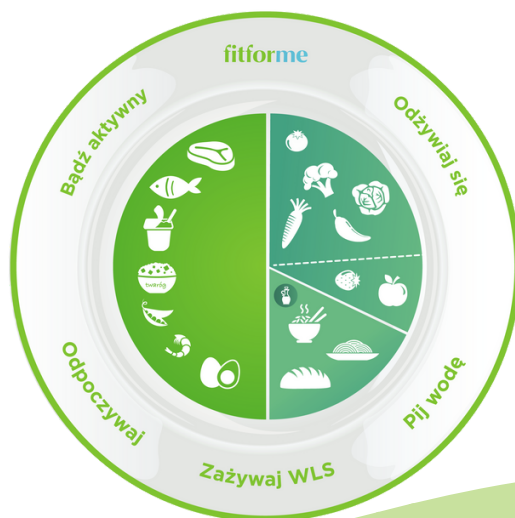 fitforme
Bądź aktywny
Odżywiaj się
twaróg
Odpoczywaj
Pij wodę
Zażywaj WLS